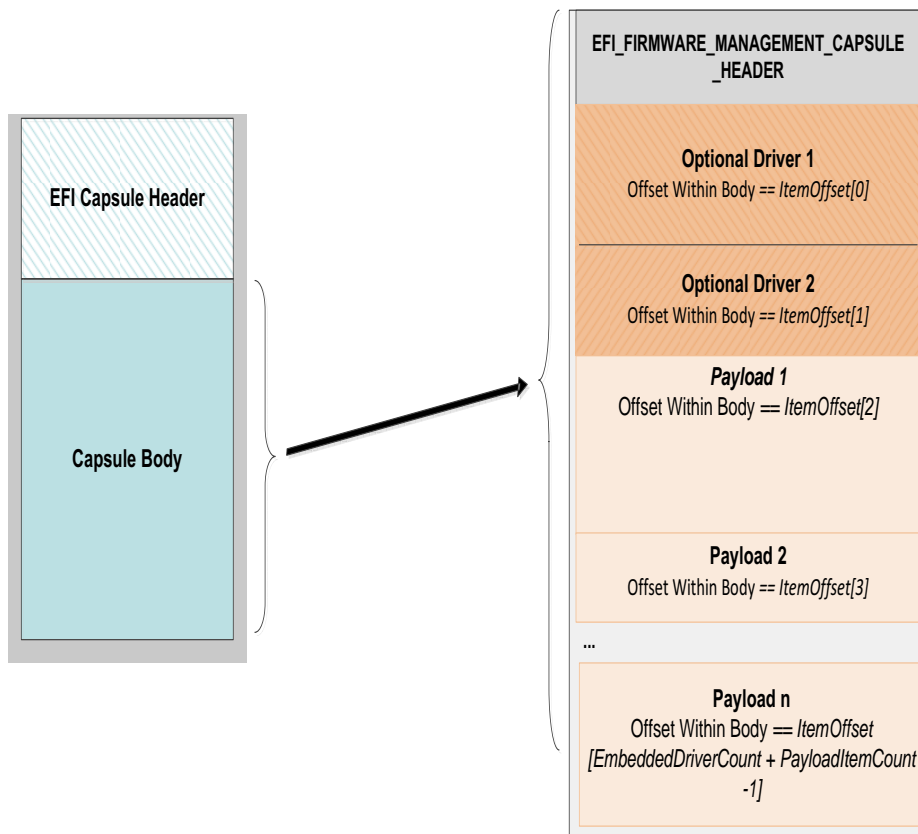 EFI Capsule Header
Capsule Body
EFI_FIRMWARE_MANAGEMENT_CAPSULE
_HEADER
Optional Driver 1
Offset Within Body == ItemOffset[0]
Optional Driver 2
Offset Within Body == ItemOffset[1]
Payload 1
Offset Within Body == ItemOffset[2]
Payload 2
Offset Within Body == ItemOffset[3]
...
Payload n
Offset Within Body == ItemOffset
[EmbeddedDriverCount + PayloadItemCount
-1]